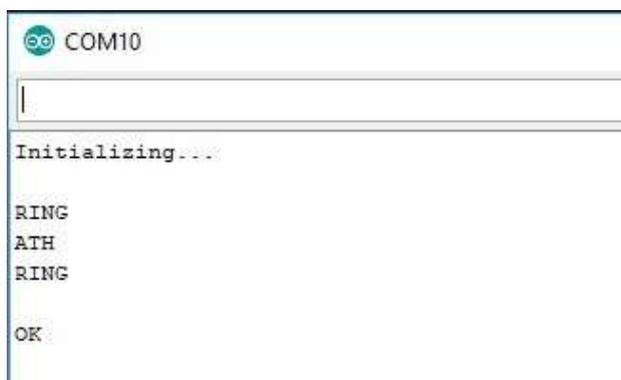 COM10
Initializing...
RING
ATH
RING
OK